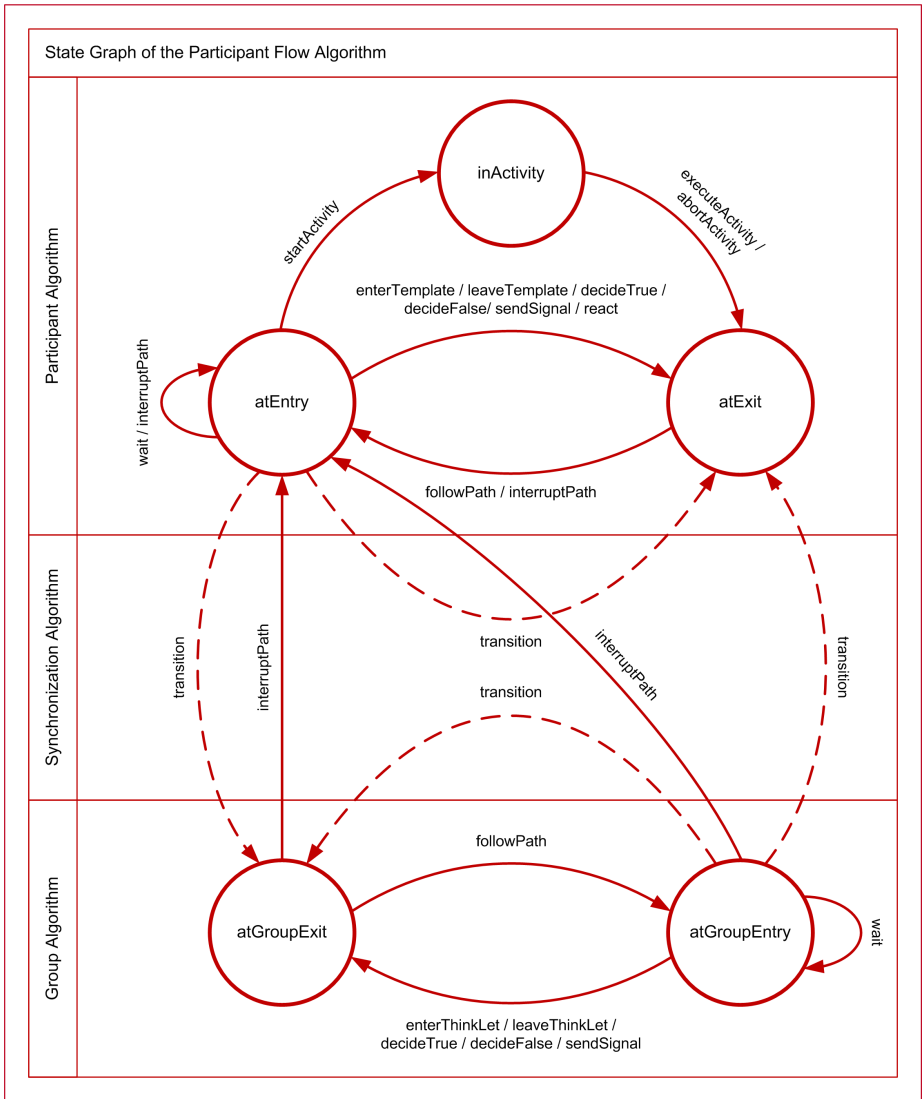 State Graph of the Participant Flow Algorithm
Participant Algorithm
inActivity
startActivity
executeActivity /
abortActivity
enterTemplate / leaveTemplate / decideTrue /
decideFalse/ sendSignal / react
wait / interruptPath
atEntry
atExit
followPath / interruptPath
Synchronization Algorithm
transition
interruptPath
transition
interruptPath
transition
transition
Group Algorithm
followPath
atGroupExit
atGroupEntry
wait
enterThinkLet / leaveThinkLet /
decideTrue / decideFalse / sendSignal